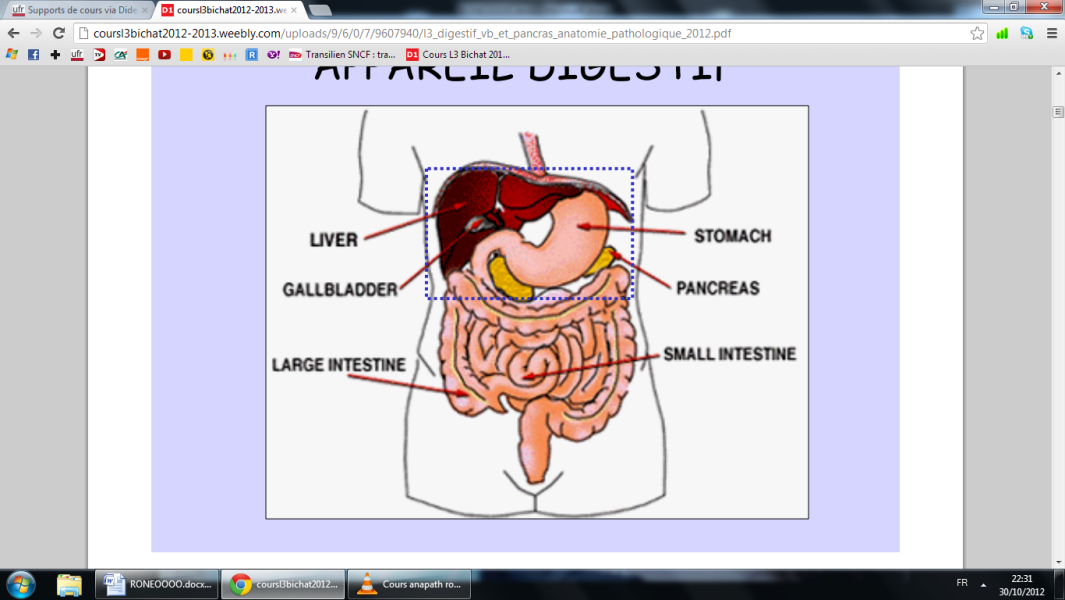 ufr Supports de cours via Dide
D1 coursl3bichat2012-2013.we
coursl3bichat2012-2013.weebly.com/uploads/9/6/0/7/9607940/l3_digestif_vb_et_pancras_anatomie_pathologique_2012.pdf
ufr Transilien SNCF : tra... D1 Cours L3 Bichat 201...
APPAREIL DIGESTIF
LIVER
STOMACH
GALLBLADDER
PANCREAS
LARGE INTESTINE
SMALL INTESTINE
RONEOOOO.docx... coursl3bichat2012... Cours anapath ro... FR 22:31
30/10/2012